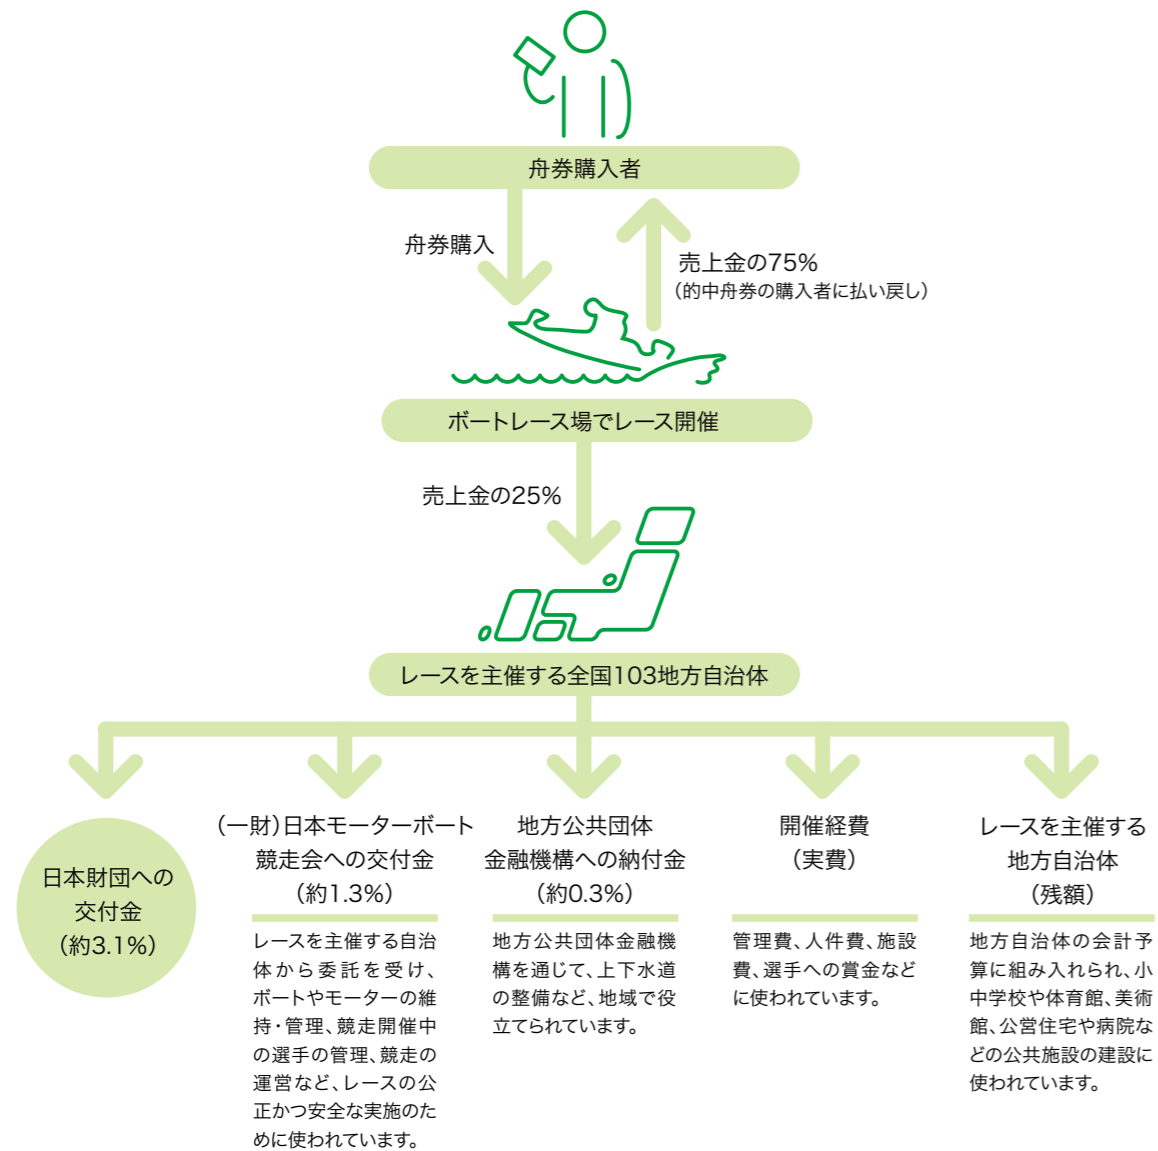 舟券購入者
舟券購入
売上金の75%
（的中舟券の購入者に払い戻し）
ボートレース場でレース開催
売上金の25%
レースを主催する全国103地方自治体
日本財団への
交付金
（約3.1%）
（一財）日本モーターボート
競走会への交付金
（約1.3%）
レースを主催する自治
体から委託を受け、
ボートやモーターの維
持・管理、競走開催中
の選手の管理、競走の
運営など、レースの公
正かつ安全な実施のた
めに使われています。
地方公共団体
金融機構への納付金
（約0.3%）
地方公共団体金融機
構を通じて、上下水道
の整備など、地域で役
立てられています。
開催経費
（実費）
管理費、人件費、施設
費、選手への賞金など
に使われています。
レースを主催する
地方自治体
（残額）
地方自治体の会計予
算に組み入れられ、小
中学校や体育館、美術
館、公営住宅や病院な
どの公共施設の建設に
使われています。